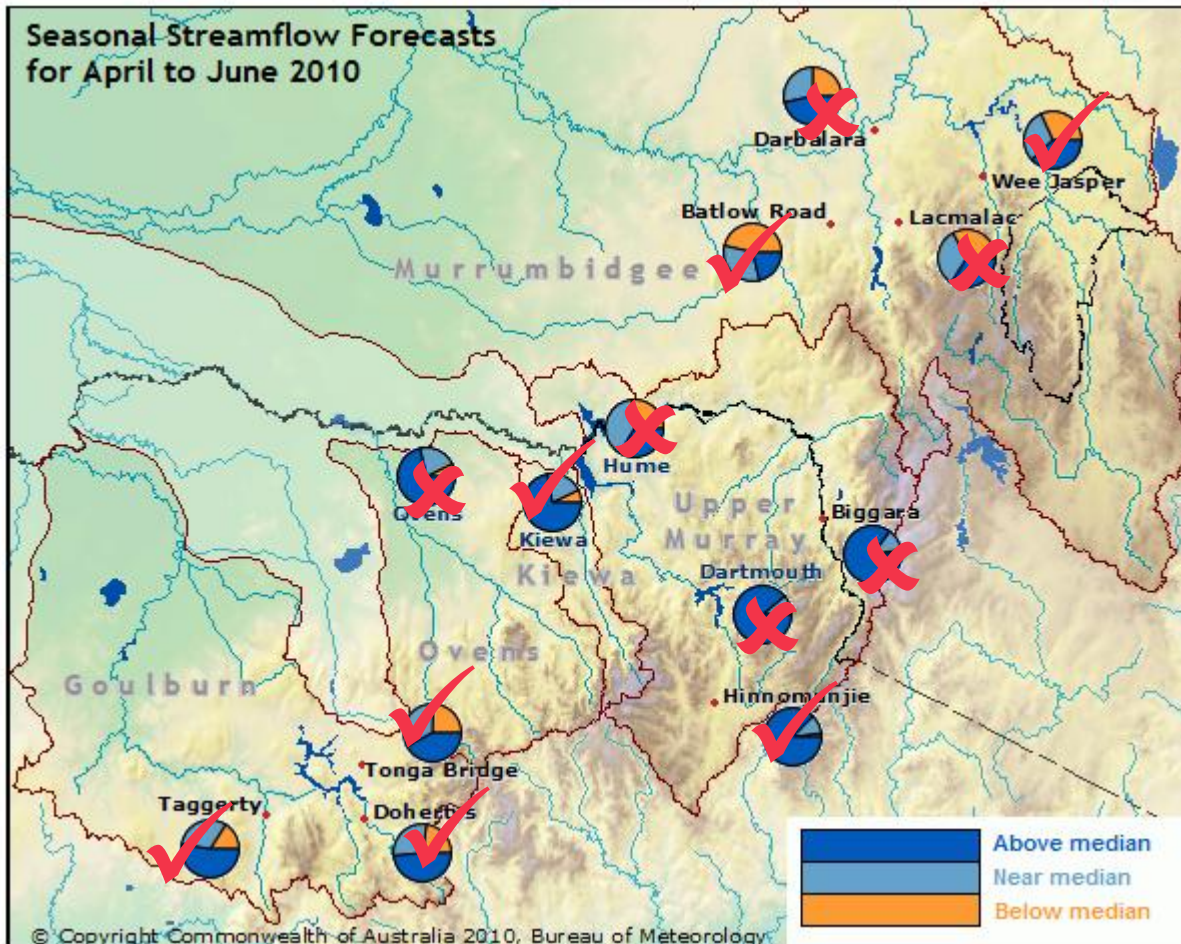 Seasonal Streamflow Forecasts
for April to June 2010
Darbalara
Wee Jasper
Batlow Road
Lacmalac
Murrumbidgee
Hume
Ovens
Kiewa
Upper
Murray
Biggara
Kiewa
Dartmouth
Ovens
Goulburn
Hinnomunjie
Tonga Bridge
Taggerty
Dohertys
Above median
Near median
Below median
© Copyright Commonwealth of Australia 2010, Bureau of Meteorology